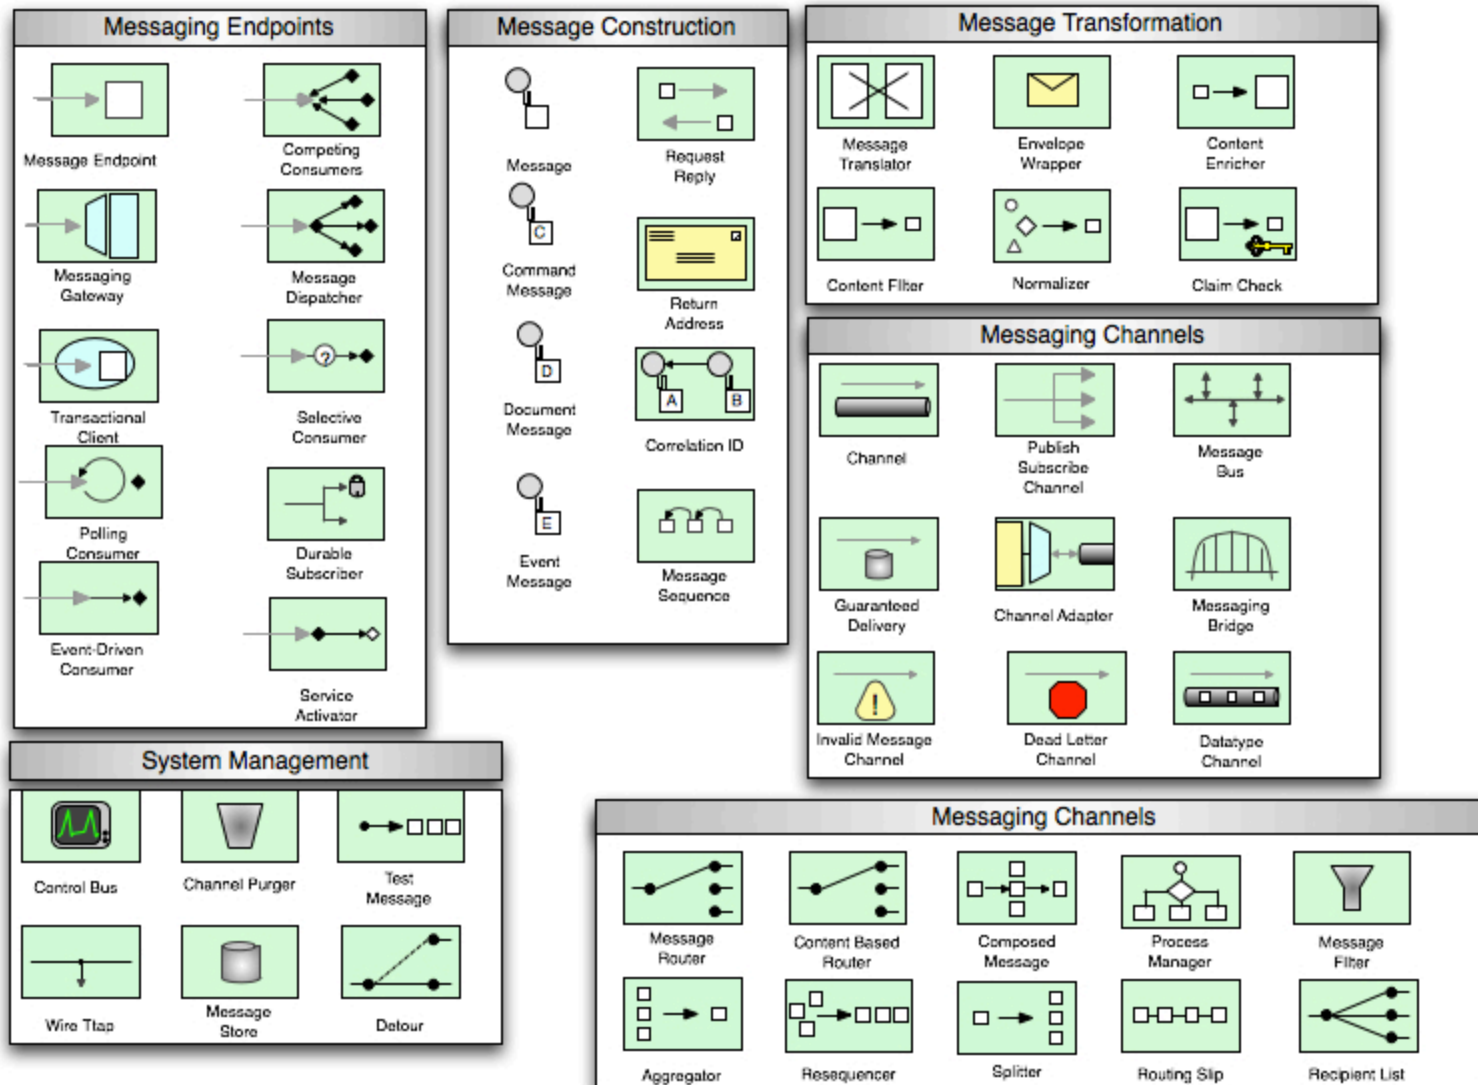 Messaging Endpoints
Message Endpoint
Competing
Consumers
Messaging
Gateway
Message
Dispatcher
Transactional
Client
?
Selective
Consumer
Polling
Consumer
Durable
Subscriber
Event-Driven
Consumer
Service
Activator
Message Construction
Message
Request
Reply
C
Command
Message
Return
Address
D
Document
Message
A
B
Correlation ID
E
Event
Message
Message
Sequence
Message Transformation
Message
Translator
Envelope
Wrapper
Content
Enricher
Content FIlter
Normalizer
Claim Check
Messaging Channels
Channel
Publish
Subscribe
Channel
Message
Bus
Guaranteed
Delivery
Channel Adapter
Messaging
Bridge
!
Invalid Message
Channel
Dead Letter
Channel
Datatype
Channel
System Management
Control Bus
Channel Purger
Test
Message
Wire Ttap
Message
Store
Detour
Messaging Channels
Message
Router
Content Based
Router
Composed
Message
Process
Manager
Message
FIlter
Aggregator
Resequencer
Splitter
Routing Slip
Recipient List